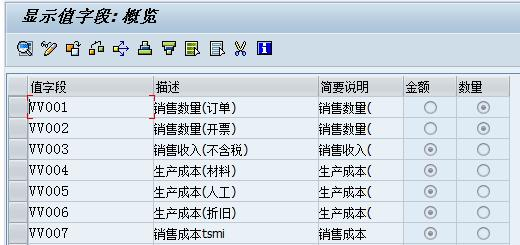 显示值字段: 概览
值字段 描述 简要说明 金额 数量
VV001 销售数量(订单) 销售数量(
VV002 销售数量(开票) 销售数量(
VV003 销售收入(不含税) 销售收入(
VV004 生产成本(材料) 生产成本(
VV005 生产成本(人工) 生产成本(
VV006 生产成本(折旧) 生产成本(
VV007 销售成本tsmi 销售成本